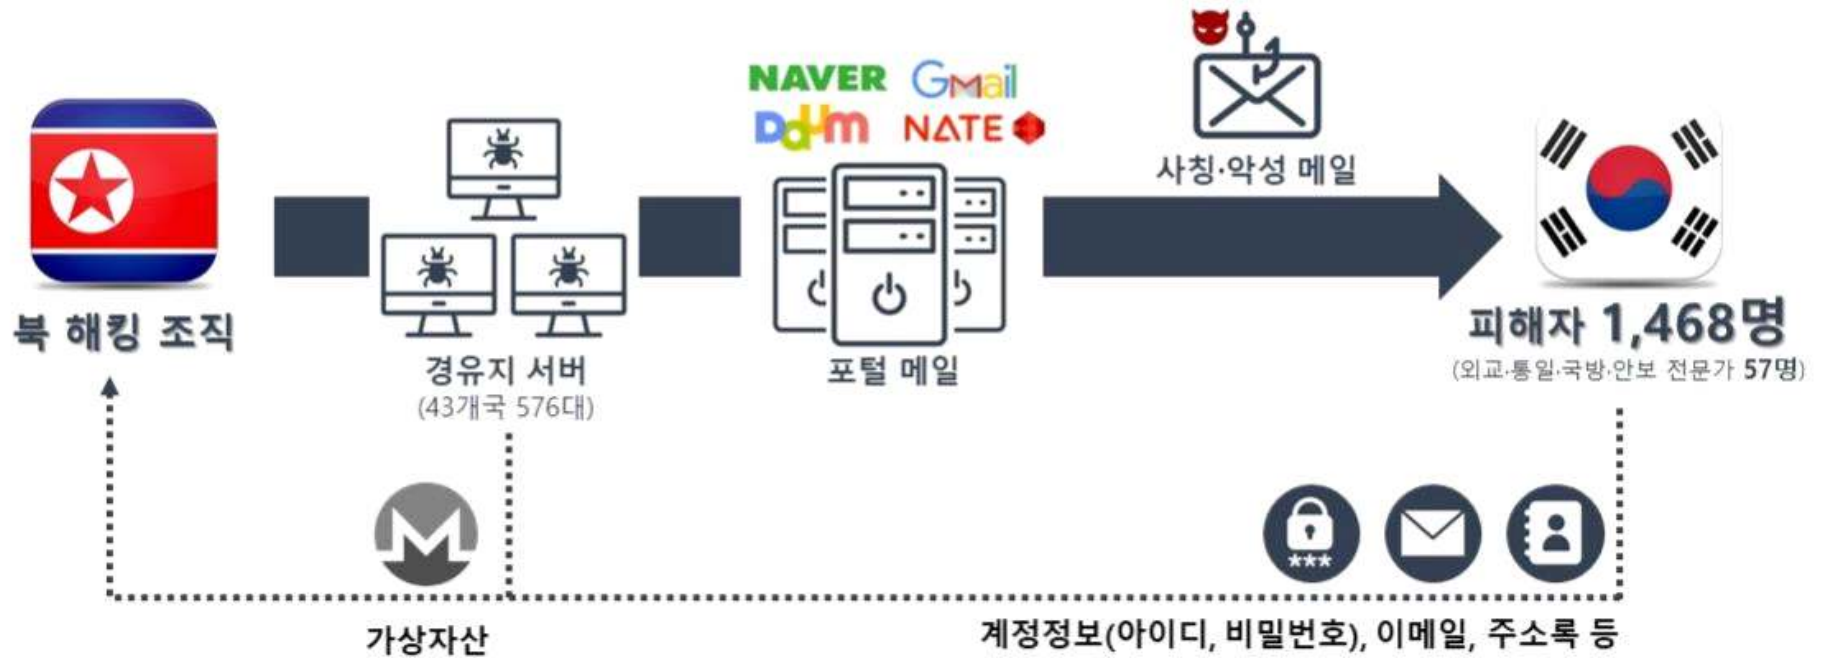 NAVER Gmail
Daum NATE
사칭·악성 메일
북 해킹 조직
경유지 서버
(43개국 576대)
포털 메일
피해자 1,468명
(외교·통일·국방·안보 전문가 57명)
***
가상자산
계정정보(아이디, 비밀번호), 이메일, 주소록 등